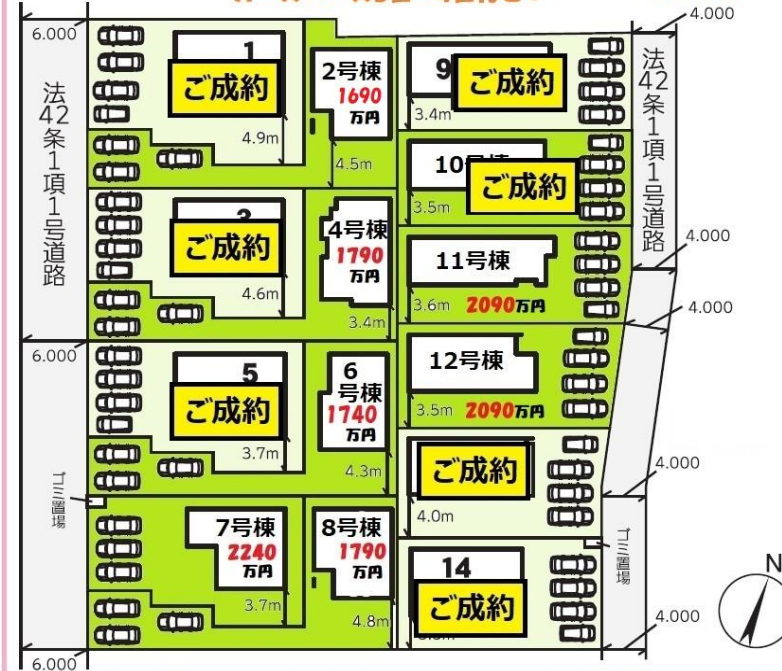 6.000
法42条1項1号道路
1
ご成約
4.9m
2号棟
1690
万円
4.5m
3
ご成約
4.6m
4号棟
1790
万円
3.4m
6.000
5
ご成約
3.7m
6
号棟
1740
万円
4.3m
ゴミ置場
7号棟
2240
万円
3.7m
8号棟
1790
万円
4.8m
6.000
4.000
9
ご成約
3.4m
法42条1項1号道路
10号棟
ご成約
3.5m
4.000
11号棟
3.6m 2090万円
4.000
12号棟
3.5m 2090万円
ご成約
4.0m
4.000
14
ご成約
ゴミ置場
4.000
N